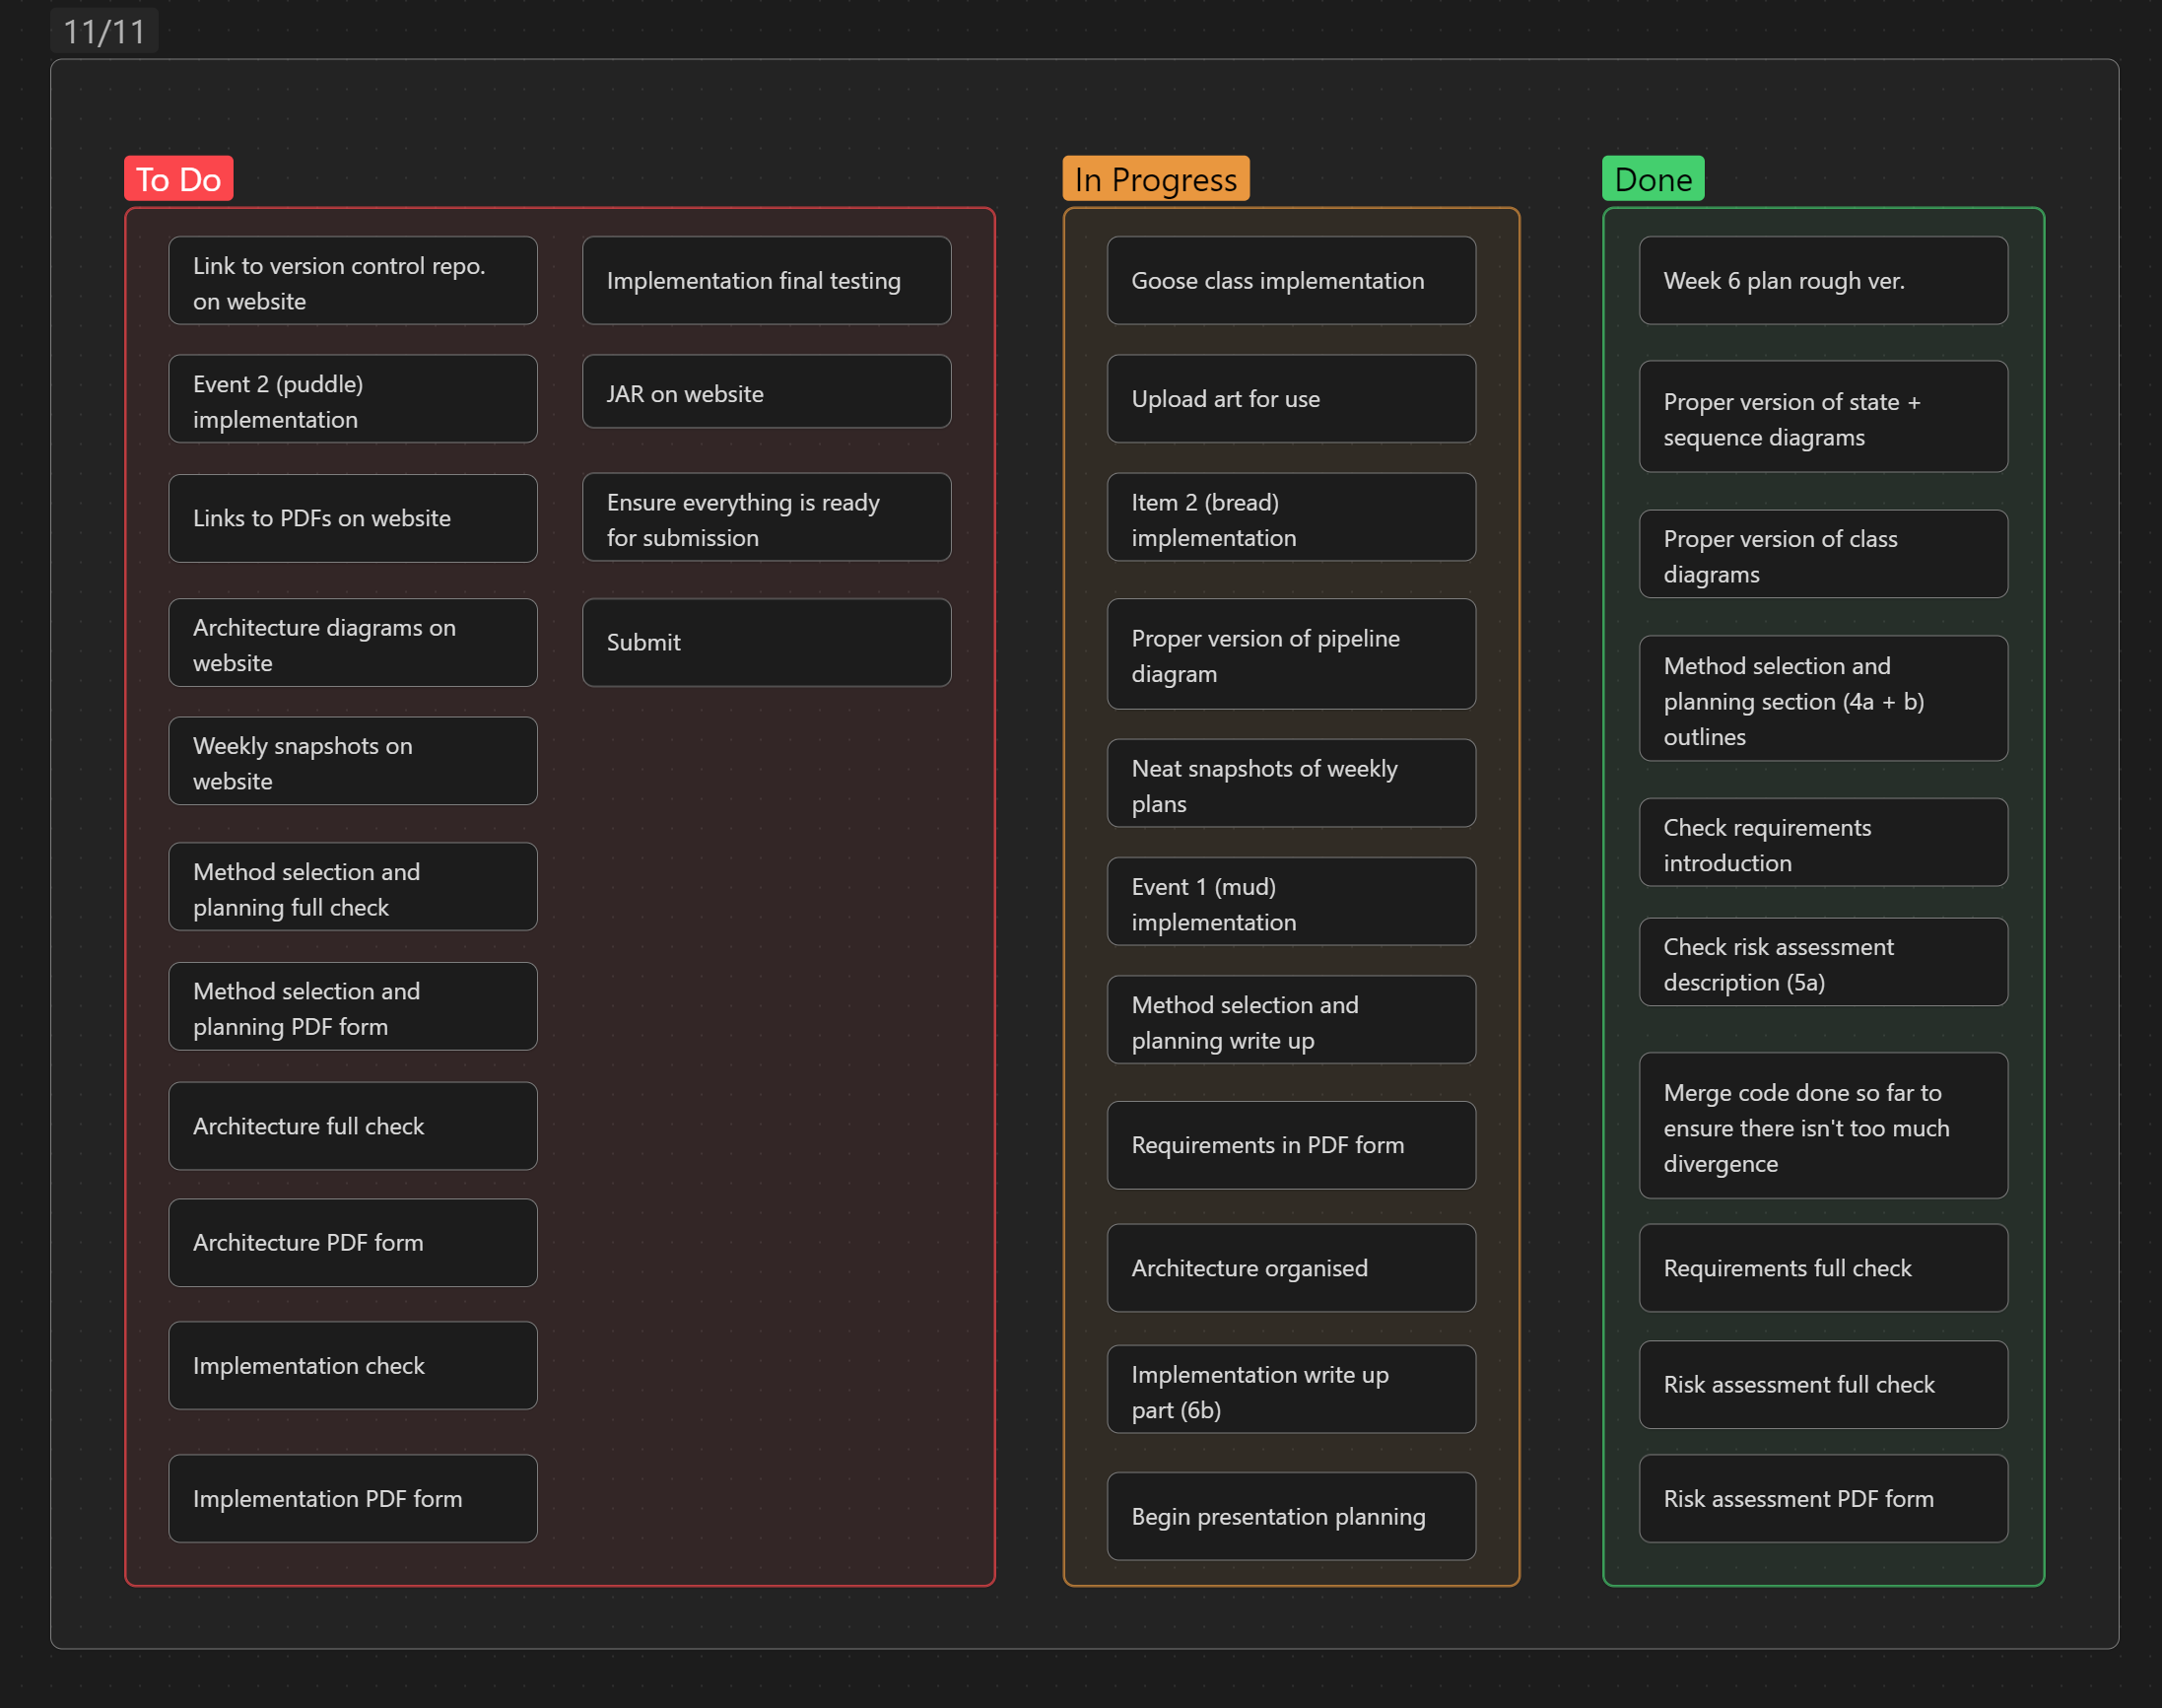 11/11
To Do
Link to version control repo.
on website
Event 2 (puddle)
implementation
Links to PDFs on website
Architecture diagrams on
website
Weekly snapshots on
website
Method selection and
planning full check
Method selection and
planning PDF form
Architecture full check
Architecture PDF form
Implementation check
Implementation PDF form
Implementation final testing
JAR on website
Ensure everything is ready
for submission
Submit
In Progress
Goose class implementation
Upload art for use
Item 2 (bread)
implementation
Proper version of pipeline
diagram
Neat snapshots of weekly
plans
Event 1 (mud)
implementation
Method selection and
planning write up
Requirements in PDF form
Architecture organised
Implementation write up
part (6b)
Begin presentation planning
Done
Week 6 plan rough ver.
Proper version of state +
sequence diagrams
Proper version of class
diagrams
Method selection and
planning section (4a + b)
outlines
Check requirements
introduction
Check risk assessment
description (5a)
Merge code done so far to
ensure there isn't too much
divergence
Requirements full check
Risk assessment full check
Risk assessment PDF form